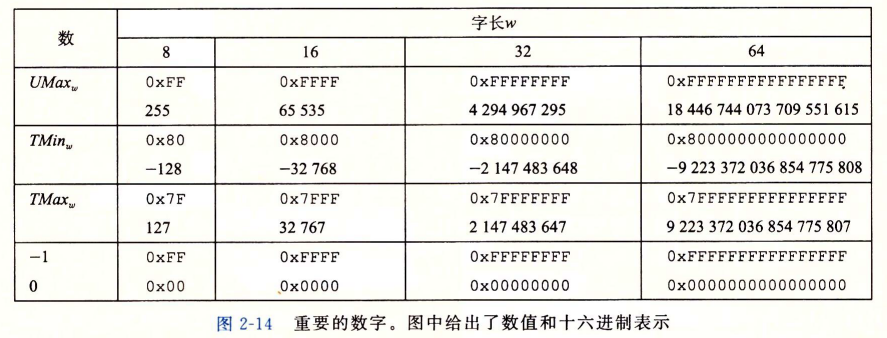 数 字长w
8 16 32 64
UMax_w 0xFF 0xFFFF 0xFFFFFFFF 0xFFFFFFFFFFFFFFFF
255 65 535 4 294 967 295 18 446 744 073 709 551 615
TMin_w 0x80 0x8000 0x80000000 0x8000000000000000
−128 −32 768 −2 147 483 648 −9 223 372 036 854 775 808
TMax_w 0x7F 0x7FFF 0x7FFFFFFF 0x7FFFFFFFFFFFFFFF
127 32 767 2 147 483 647 9 223 372 036 854 775 807
−1 0xFF 0xFFFF 0xFFFFFFFF 0xFFFFFFFFFFFFFFFF
0 0x00 0x0000 0x00000000 0x0000000000000000
图 2-14 重要的数字。图中给出了数值和十六进制表示